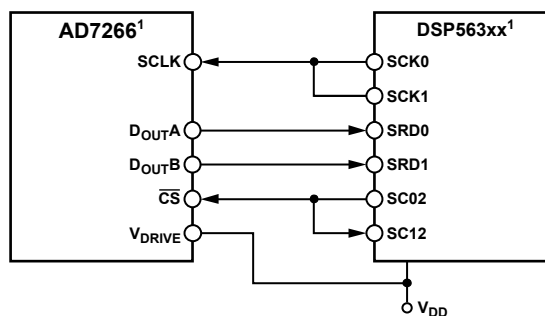 AD7266¹
DSP563xx¹
SCLK
SCK0
SCK1
DOUTA
SRD0
DOUTB
SRD1
CS
SC02
VDRIVE
SC12
VDD